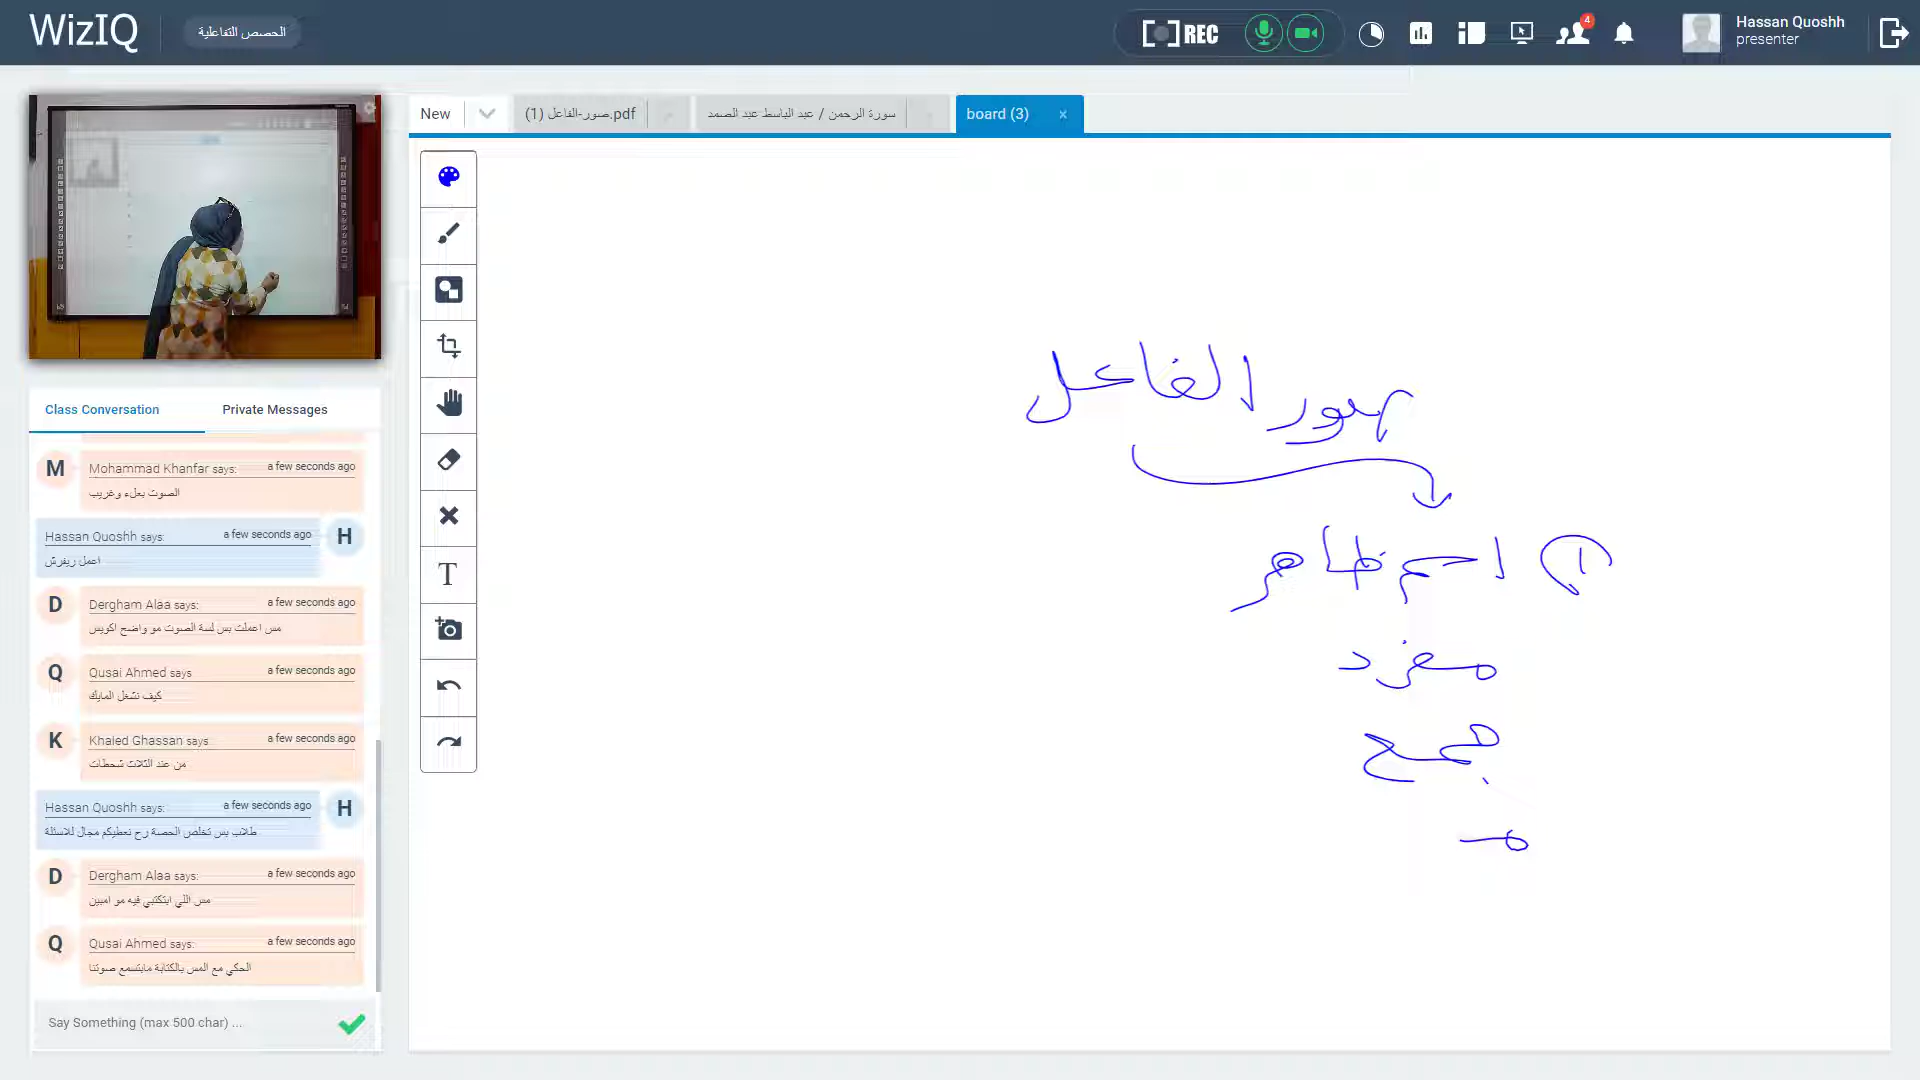 WizIQ
الحصص التفاعلية
REC
4
Hassan Quoshh
presenter
New
صور-الفاعل.pdf (1)
سورة الرحمن / عبد الباسط عبد الصمد
board (3)
x
Class Conversation
Private Messages
M
Mohammad Khanfar says:
a few seconds ago
الصوت بعلء وغريب
Hassan Quoshh says:
a few seconds ago
H
اعمل ريفرش
D
Dergham Alaa says:
a few seconds ago
مس اعملت بس لسة الصوت مو واضح اكويس
Q
Qusai Ahmed says
a few seconds ago
كيف نشغل المايك
K
Khaled Ghassan says:
a few seconds ago
من عند الثلاث شحطات
Hassan Quoshh says:
a few seconds ago
H
طلاب بس تخلص الحصة رح نعطيكم مجال للاسئلة
D
Dergham Alaa says:
a few seconds ago
مس اللي ابتكتبي فيه مو امبين
Q
Qusai Ahmed says:
a few seconds ago
الحكي مع المس بالكتابة مابتسمع صوتنا
Say Something (max 500 char) ...
T
صور الفاعل
١ اسم ظاهر
مفرد
جمع